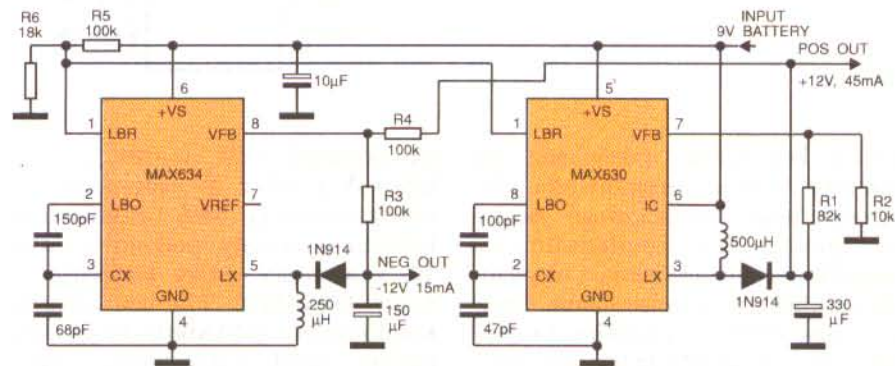 R6
18k
R5
100k
INPUT
9V BATTERY
POS OUT
+12V, 45mA
10µF
6
+VS
1
LBR
VFB
8
MAX634
2
LBO
VREF
7
150pF
3
CX
LX
5
GND
4
68pF
R4
100k
R3
100k
1N914
NEG OUT
-12V 15mA
250
µH
150
µF
5
+VS
1
LBR
VFB
7
MAX630
8
LBO
IC
6
100pF
2
CX
LX
3
GND
4
47pF
500µH
1N914
R1
82k
R2
10k
330
µF